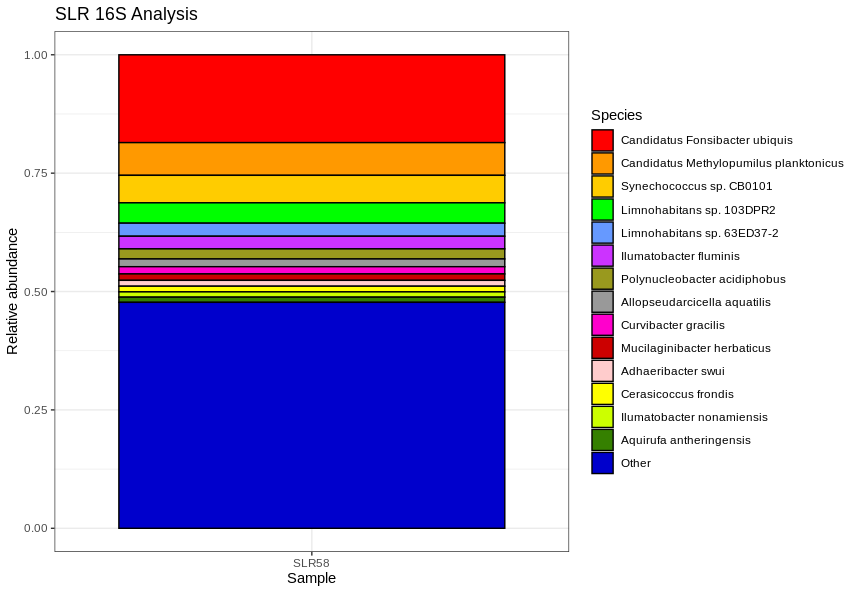 SLR 16S Analysis
1.00
0.75
0.50
0.25
0.00
Relative abundance
SLR58
Sample
Species
Candidatus Fonsibacter ubiquis
Candidatus Methylopumilus planktonicus
Synechococcus sp. CB0101
Limnohabitans sp. 103DPR2
Limnohabitans sp. 63ED37-2
Ilumatobacter fluminis
Polynucleobacter acidiphobus
Allopseudarcicella aquatilis
Curvibacter gracilis
Mucilaginibacter herbaticus
Adhaeribacter swui
Cerasicoccus frondis
Ilumatobacter nonamiensis
Aquirufa antheringensis
Other